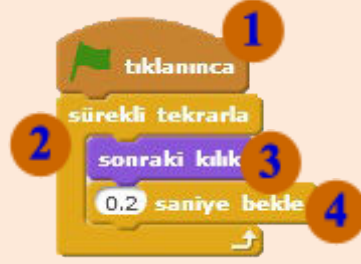 1
tıklanınca
2 sürekli tekrarla
sonraki kılık 3
0.2 saniye bekle 4